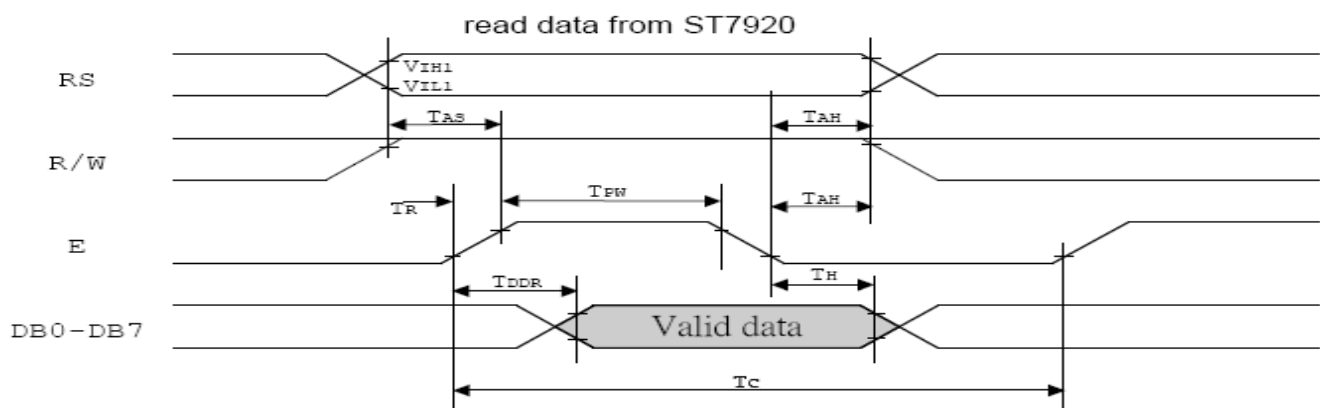 read data from ST7920
RS
VIH1
VIL1
TAS
TAH
R/W
TPW
TAH
TR
E
TDDR
TH
DB0-DB7
Valid data
TC